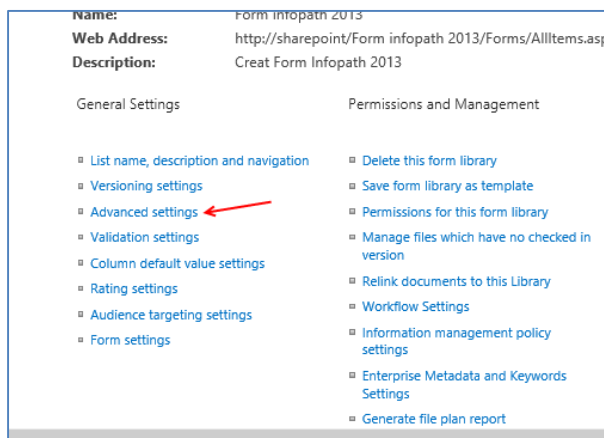 Name: Form infopath 2013
Web Address: http://sharepoint/Form infopath 2013/Forms/AllItems.asp
Description: Creat Form Infopath 2013
General Settings
List name, description and navigation
Versioning settings
Advanced settings
Validation settings
Column default value settings
Rating settings
Audience targeting settings
Form settings
Permissions and Management
Delete this form library
Save form library as template
Permissions for this form library
Manage files which have no checked in
version
Relink documents to this Library
Workflow Settings
Information management policy
settings
Enterprise Metadata and Keywords
Settings
Generate file plan report